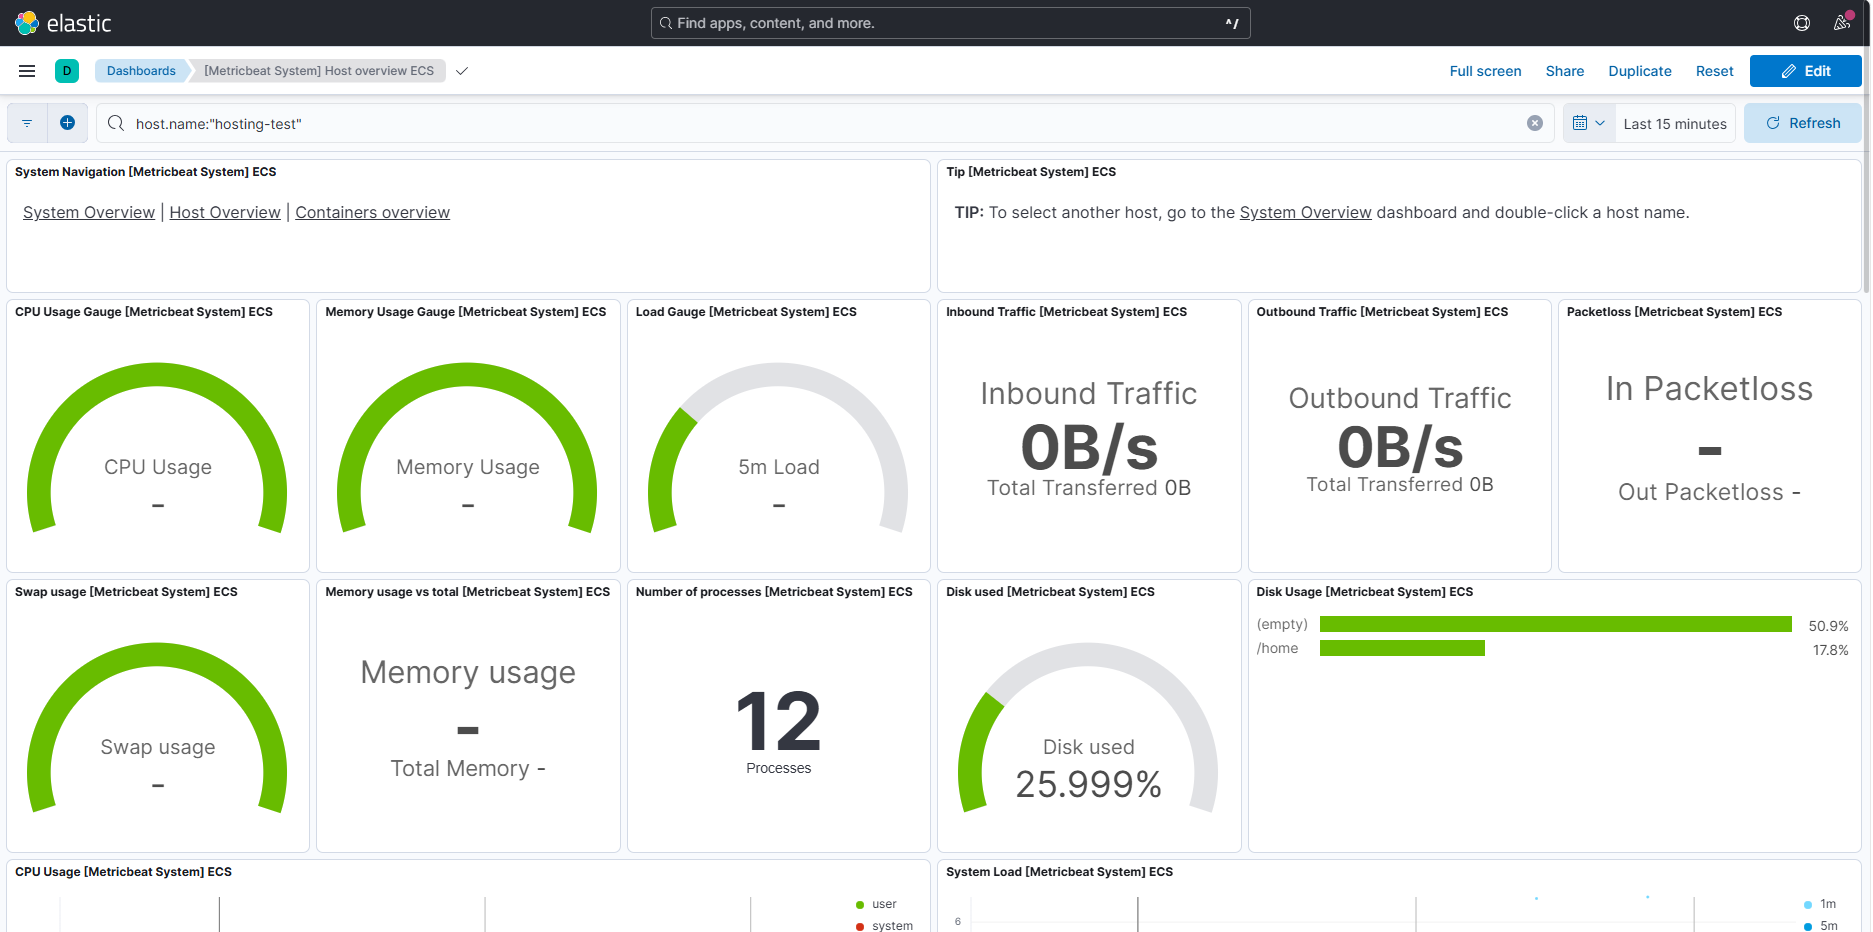 elastic
Find apps, content, and more.
^/
D
Dashboards
[Metricbeat System] Host overview ECS
Full screen
Share
Duplicate
Reset
Edit
host.name:"hosting-test"
Last 15 minutes
Refresh
System Navigation [Metricbeat System] ECS
System Overview | Host Overview | Containers overview
Tip [Metricbeat System] ECS
TIP: To select another host, go to the System Overview dashboard and double-click a host name.
CPU Usage Gauge [Metricbeat System] ECS
CPU Usage
-
Memory Usage Gauge [Metricbeat System] ECS
Memory Usage
-
Load Gauge [Metricbeat System] ECS
5m Load
-
Inbound Traffic [Metricbeat System] ECS
Inbound Traffic
0B/s
Total Transferred 0B
Outbound Traffic [Metricbeat System] ECS
Outbound Traffic
0B/s
Total Transferred 0B
Packetloss [Metricbeat System] ECS
In Packetloss
-
Out Packetloss -
Swap usage [Metricbeat System] ECS
Swap usage
-
Memory usage vs total [Metricbeat System] ECS
Memory usage
-
Total Memory -
Number of processes [Metricbeat System] ECS
12
Processes
Disk used [Metricbeat System] ECS
Disk used
25.999%
Disk Usage [Metricbeat System] ECS
(empty) 50.9%
/home 17.8%
CPU Usage [Metricbeat System] ECS
user
system
System Load [Metricbeat System] ECS
6
1m
5m